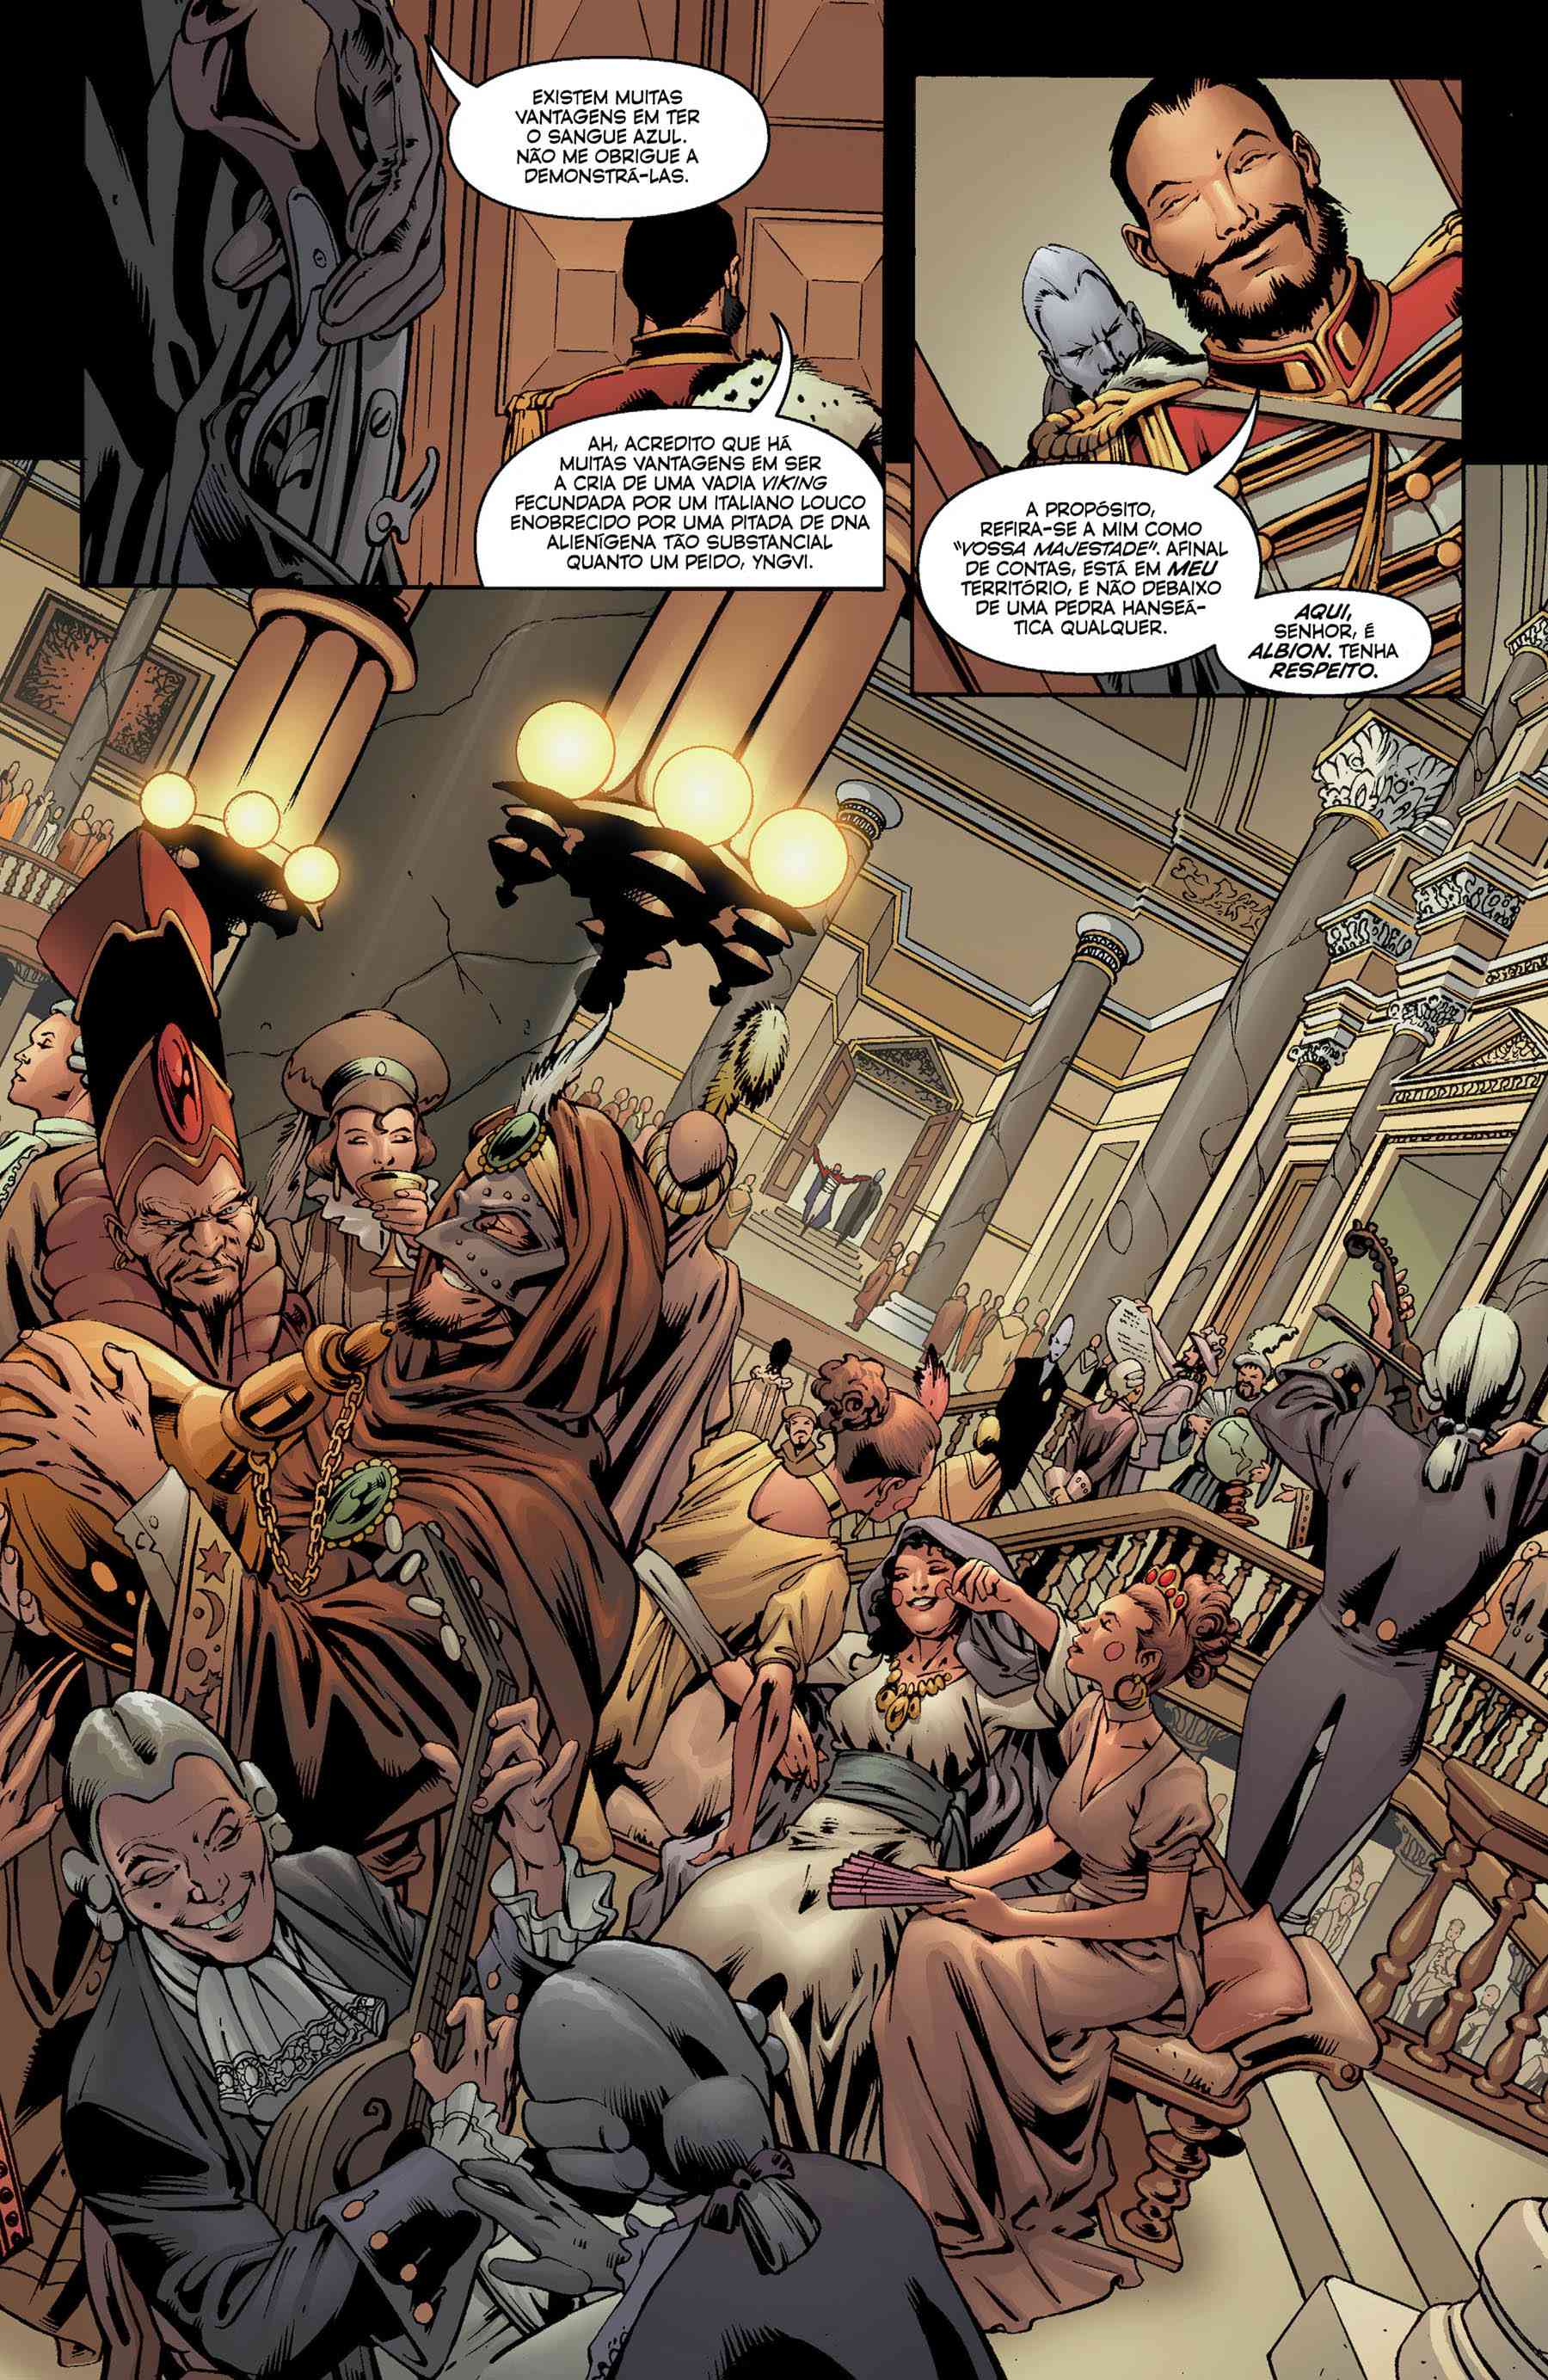 EXISTEM MUITAS
VANTAGENS EM TER
O SANGUE AZUL.
NÃO ME OBRIGUE A
DEMONSTRÁ-LAS.
AH, ACREDITO QUE HÁ
MUITAS VANTAGENS EM SER
A CRIA DE UMA VADIA VIKING
FECUNDADA POR UM ITALIANO LOUCO
ENOBRECIDO POR UMA PITADA DE DNA
ALIENÍGENA TÃO SUBSTANCIAL
QUANTO UM PEIDO, YNGVI.
A PROPÓSITO,
REFIRA-SE A MIM COMO
"VOSSA MAJESTADE". AFINAL
DE CONTAS, ESTÁ EM MEU
TERRITÓRIO, E NÃO DEBAIXO
DE UMA PEDRA HANSEÁ-
TICA QUALQUER.
AQUI,
SENHOR, É
ALBION. TENHA
RESPEITO.